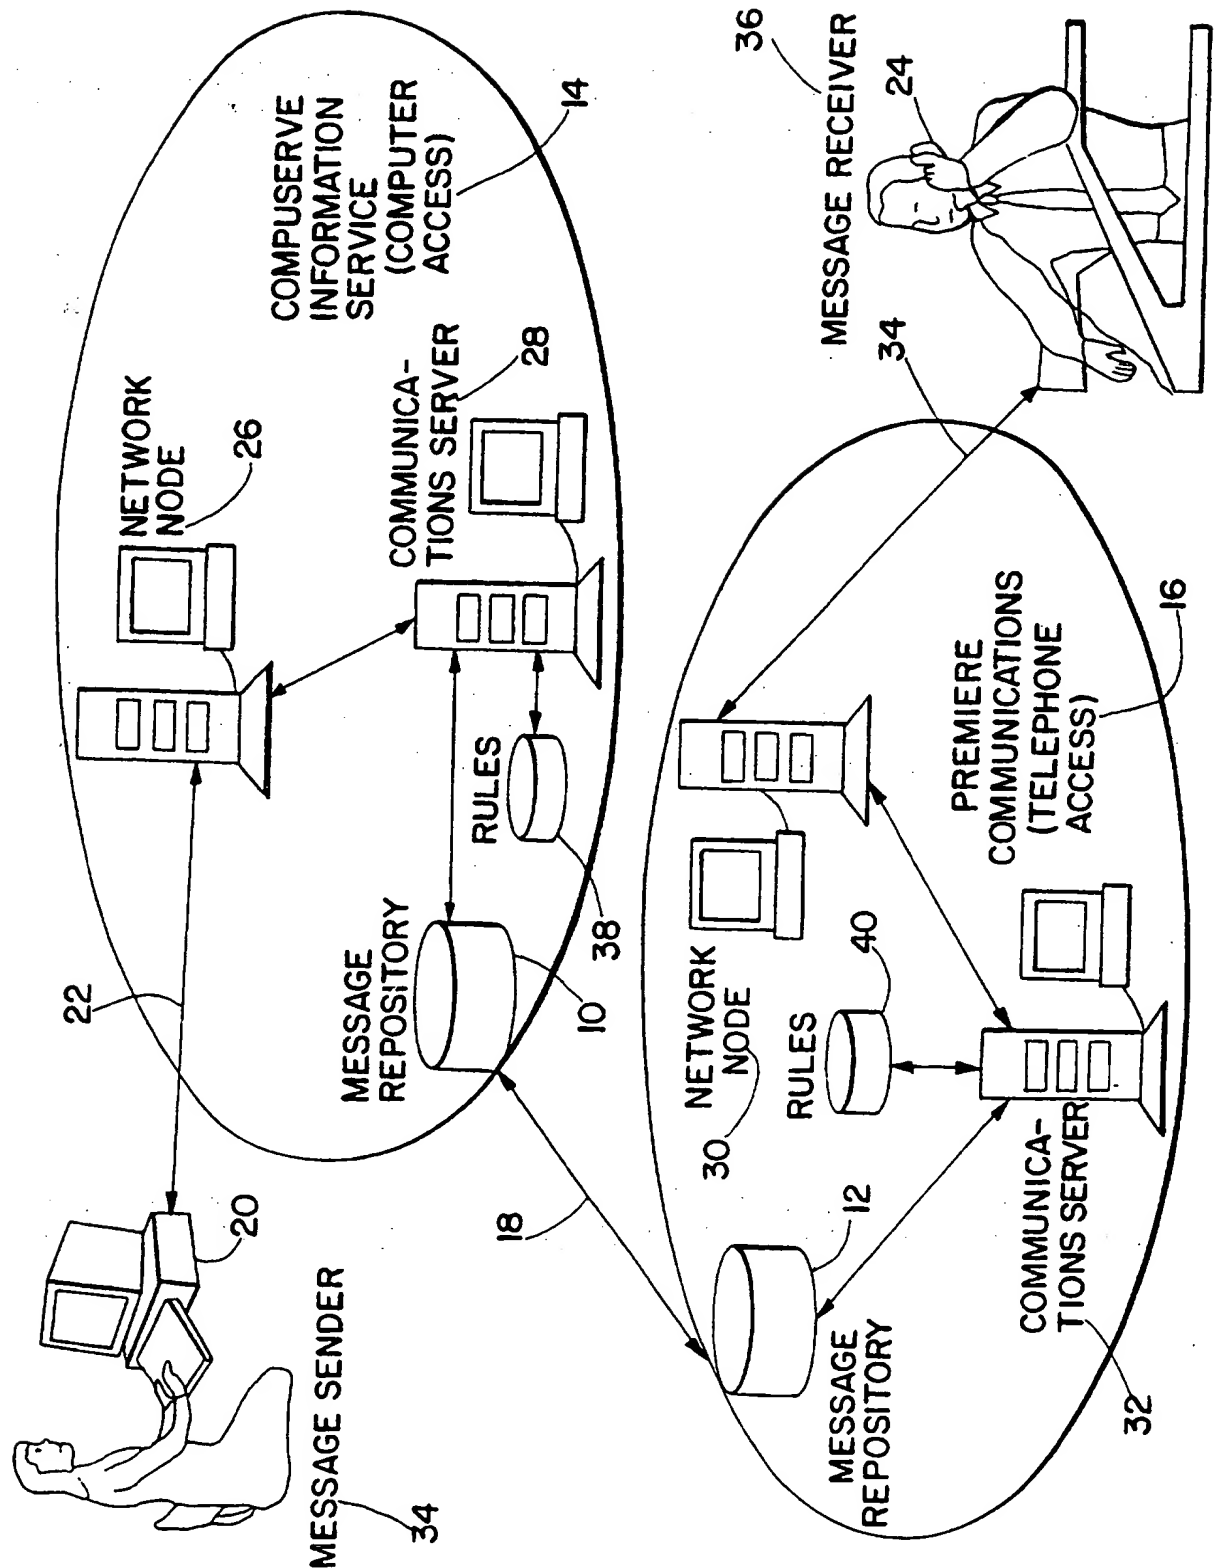 MESSAGE SENDER
34
20
22
NETWORK
NODE
26
COMPUSERVE
INFORMATION
SERVICE
(COMPUTER
ACCESS)
14
COMMUNICA-
TIONS SERVER
28
RULES
38
MESSAGE
REPOSITORY
10
18
MESSAGE
REPOSITORY
12
NETWORK
NODE
30
RULES
40
COMMUNICA-
TIONS SERVER
32
PREMIERE
COMMUNICATIONS
(TELEPHONE
ACCESS)
16
34
MESSAGE RECEIVER
36
24